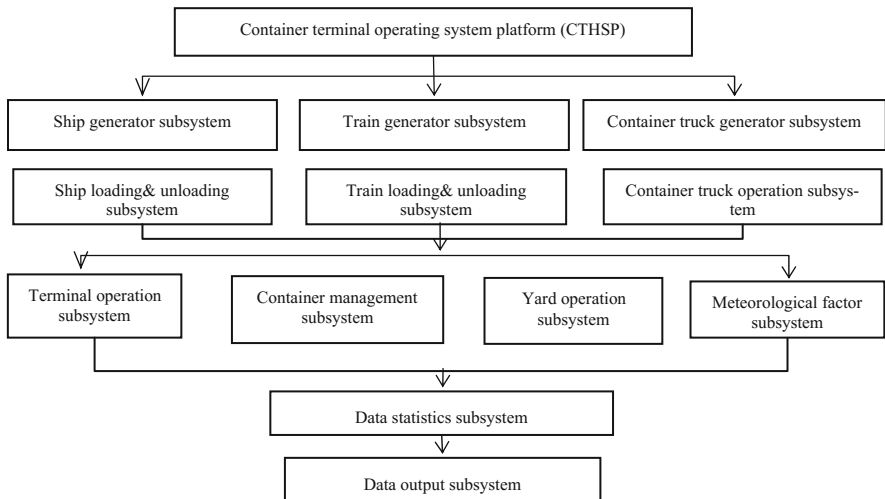 Container terminal operating system platform (CTHSP)
Ship generator subsystem
Train generator subsystem
Container truck generator subsystem
Ship loading& unloading
subsystem
Train loading& unloading
subsystem
Container truck operation subsys-
tem
Terminal operation
subsystem
Container management
subsystem
Yard operation
subsystem
Meteorological factor
subsystem
Data statistics subsystem
Data output subsystem